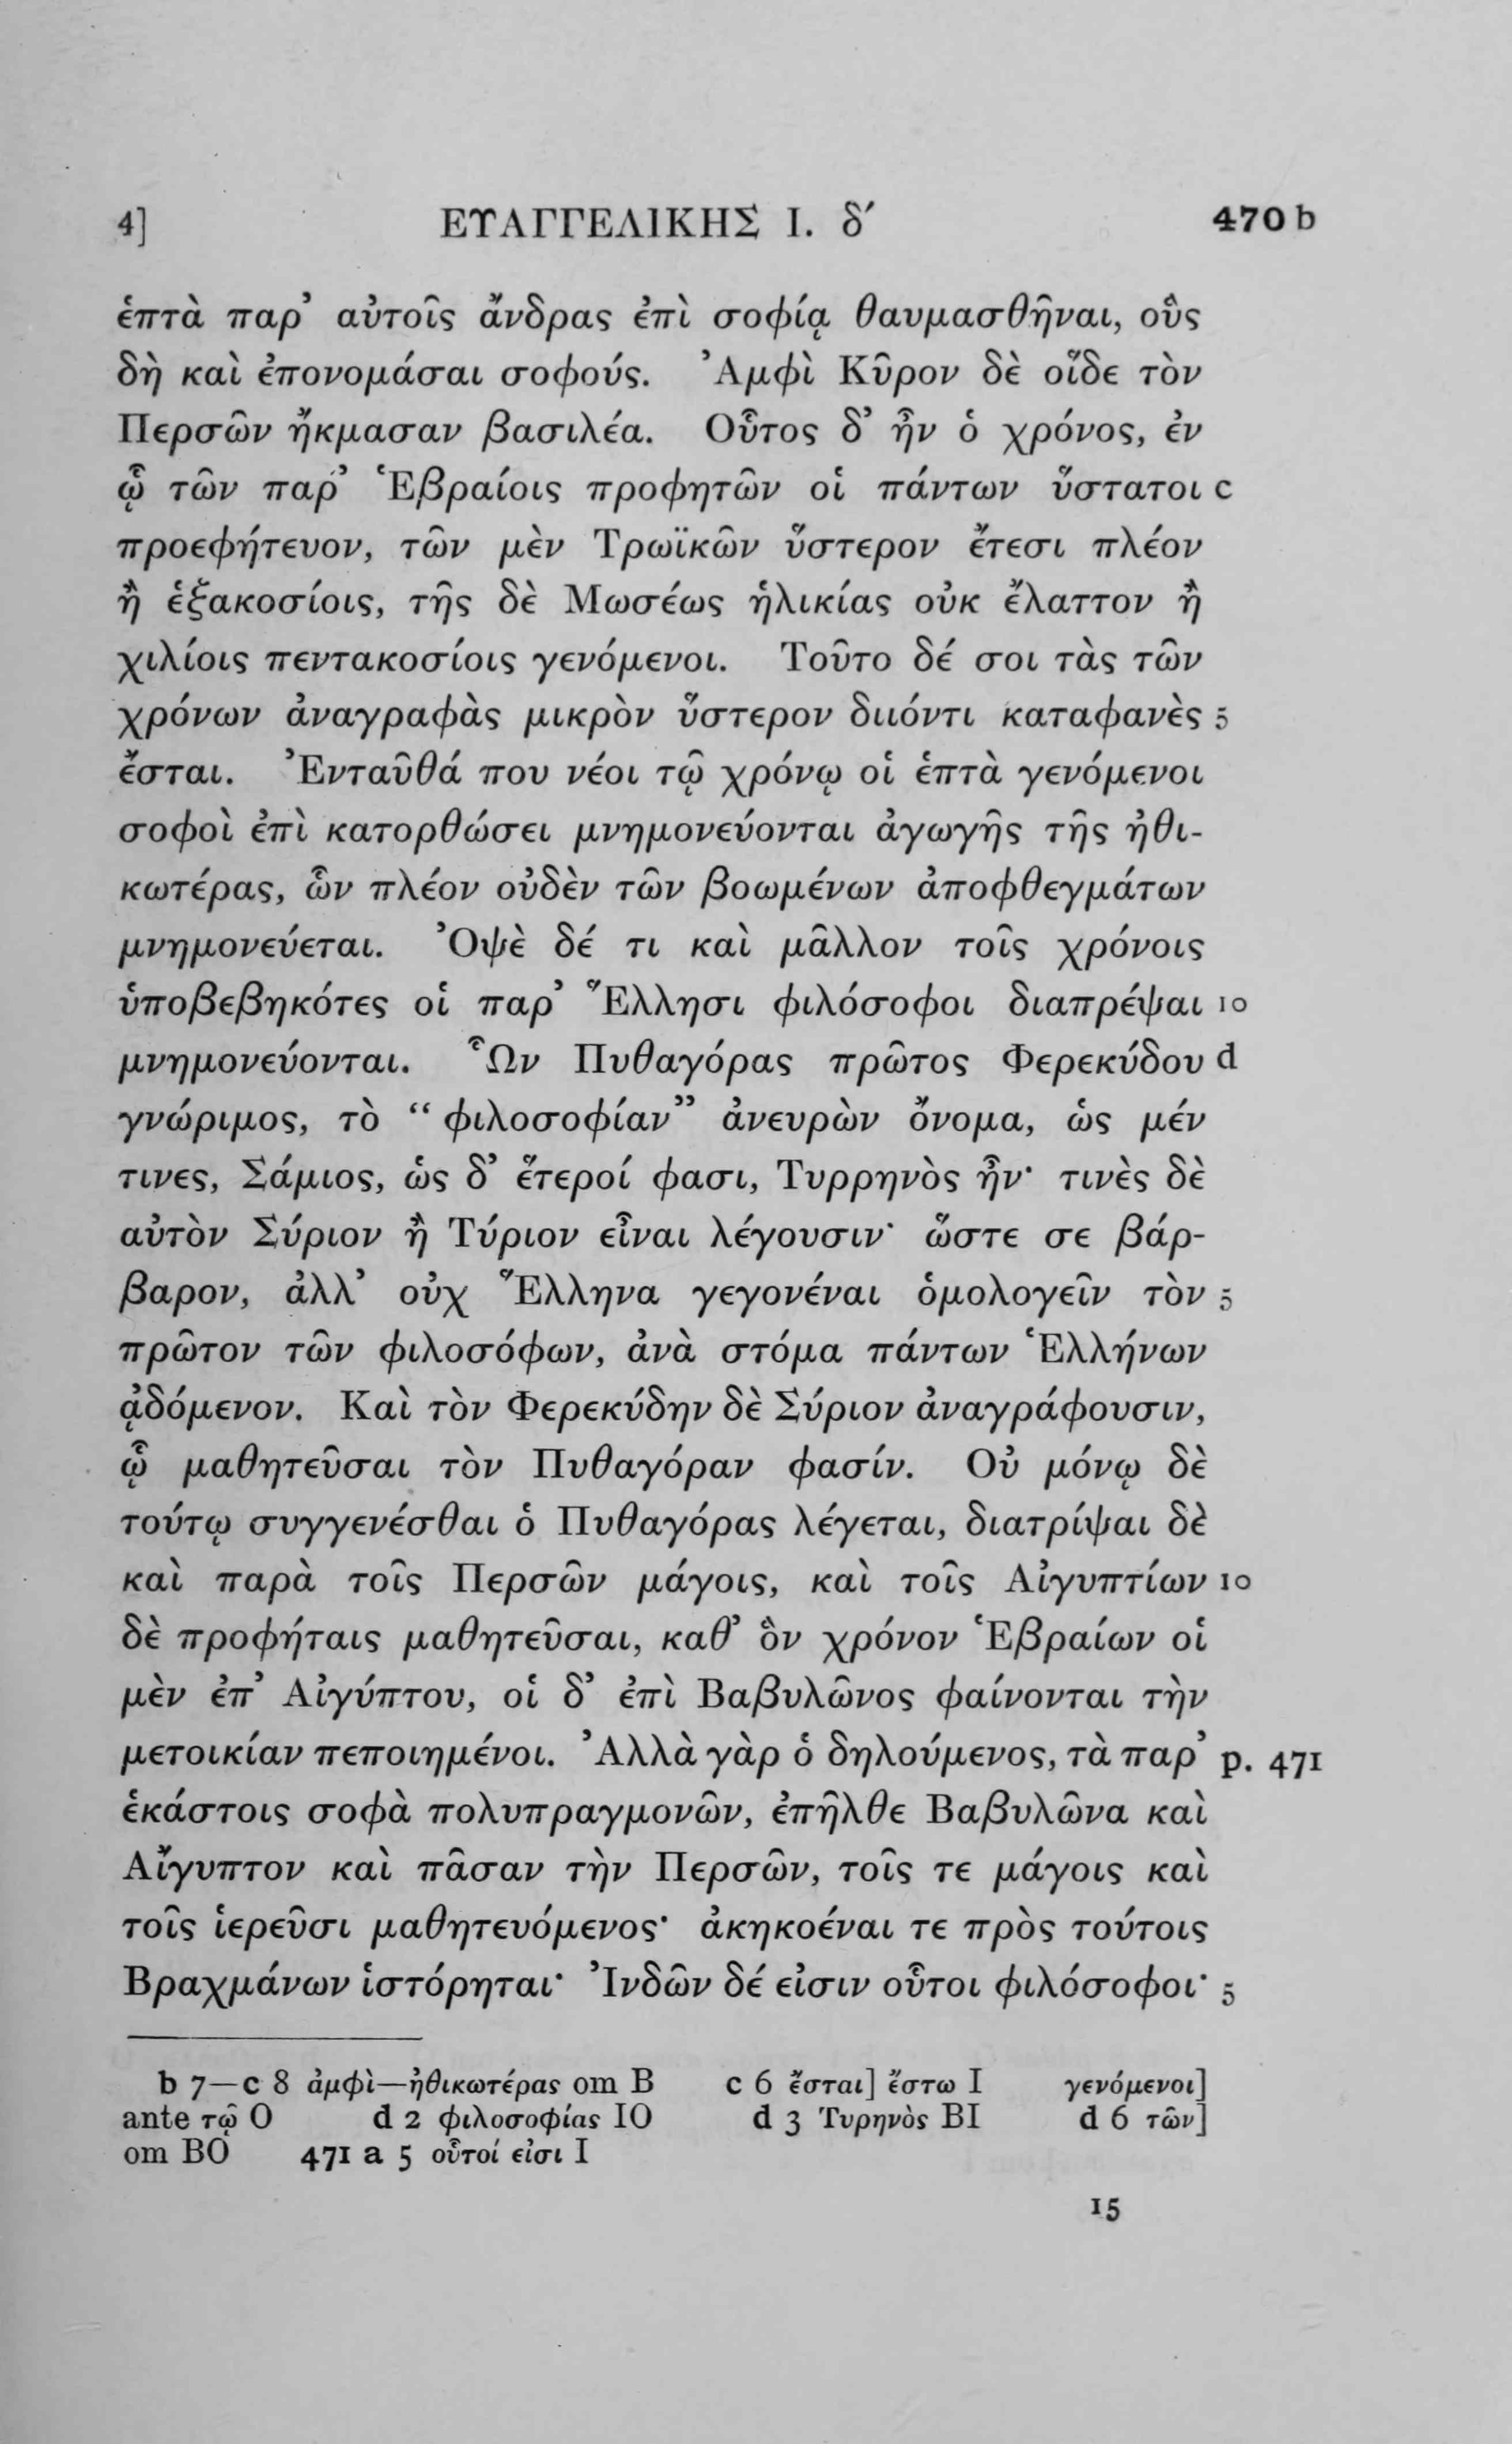 4] ΕΥΑΓΓΕΛΙΚΗΣ Ι. δʹ 470 b
ἑπτὰ παρ’ αὐτοῖς ἄνδρας ἐπὶ σοφίᾳ θαυμασθῆναι, οὓς
δὴ καὶ ἐπονομάσαι σοφούς. Ἀμφὶ Κῦρον δὲ οἵδε τὸν
Περσῶν ἤκμασαν βασιλέα. Οὗτος δ’ ἦν ὁ χρόνος, ἐν
ᾧ τῶν παρ’ Ἑβραίοις προφητῶν οἱ πάντων ὕστατοι c
προεφήτευον, τῶν μὲν Τρωϊκῶν ὕστερον ἔτεσι πλέον
ἢ ἑξακοσίοις, τῆς δὲ Μωσέως ἡλικίας οὐκ ἔλαττον ἢ
χιλίοις πεντακοσίοις γενόμενοι. Τοῦτο δέ σοι τὰς τῶν
χρόνων ἀναγραφὰς μικρὸν ὕστερον διιόντι καταφανὲς 5
ἔσται. Ἐνταῦθά που νέοι τῷ χρόνῳ οἱ ἑπτὰ γενόμενοι
σοφοὶ ἐπὶ κατορθώσει μνημονεύονται ἀγωγῆς τῆς ἠθι-
κωτέρας, ὧν πλέον οὐδὲν τῶν βοωμένων ἀποφθεγμάτων
μνημονεύεται. Ὀψὲ δέ τι καὶ μᾶλλον τοῖς χρόνοις
ὑποβεβηκότες οἱ παρ’ Ἕλλησι φιλόσοφοι διαπρέψαι 10
μνημονεύονται. Ὧν Πυθαγόρας πρῶτος Φερεκύδου d
γνώριμος, τὸ “φιλοσοφίαν” ἀνευρὼν ὄνομα, ὡς μέν
τινες, Σάμιος, ὡς δ’ ἕτεροί φασι, Τυρρηνὸς ἦν· τινὲς δὲ
αὐτὸν Σύριον ἢ Τύριον εἶναι λέγουσιν· ὥστε σε βάρ-
βαρον, ἀλλ’ οὐχ Ἕλληνα γεγονέναι ὁμολογεῖν τὸν 5
πρῶτον τῶν φιλοσόφων, ἀνὰ στόμα πάντων Ἑλλήνων
ᾀδόμενον. Καὶ τὸν Φερεκύδην δὲ Σύριον ἀναγράφουσιν,
ᾧ μαθητεῦσαι τὸν Πυθαγόραν φασίν. Οὐ μόνῳ δὲ
τούτῳ συγγενέσθαι ὁ Πυθαγόρας λέγεται, διατρίψαι δὲ
καὶ παρὰ τοῖς Περσῶν μάγοις, καὶ τοῖς Αἰγυπτίων 10
δὲ προφήταις μαθητεῦσαι, καθ’ ὃν χρόνον Ἑβραίων οἱ
μὲν ἐπ’ Αἰγύπτου, οἱ δ’ ἐπὶ Βαβυλῶνος φαίνονται τὴν
μετοικίαν πεποιημένοι. Ἀλλὰ γὰρ ὁ δηλούμενος, τὰ παρ’ p. 471
ἑκάστοις σοφὰ πολυπραγμονῶν, ἐπῆλθε Βαβυλῶνα καὶ
Αἴγυπτον καὶ πᾶσαν τὴν Περσῶν, τοῖς τε μάγοις καὶ
τοῖς ἱερεῦσι μαθητευόμενος· ἀκηκοέναι τε πρὸς τούτοις
Βραχμάνων ἱστόρηται· Ἰνδῶν δέ εἰσιν οὗτοι φιλόσοφοι· 5
b 7—c 8 ἀμφὶ—ἠθικωτέρας om B c 6 ἔσται] ἔστω I γενόμενοι]
ante τῷ O d 2 φιλοσοφίας IO d 3 Τυρηνὸς BI d 6 τῶν]
om BO 471 a 5 οὗτοί εἰσι I
15